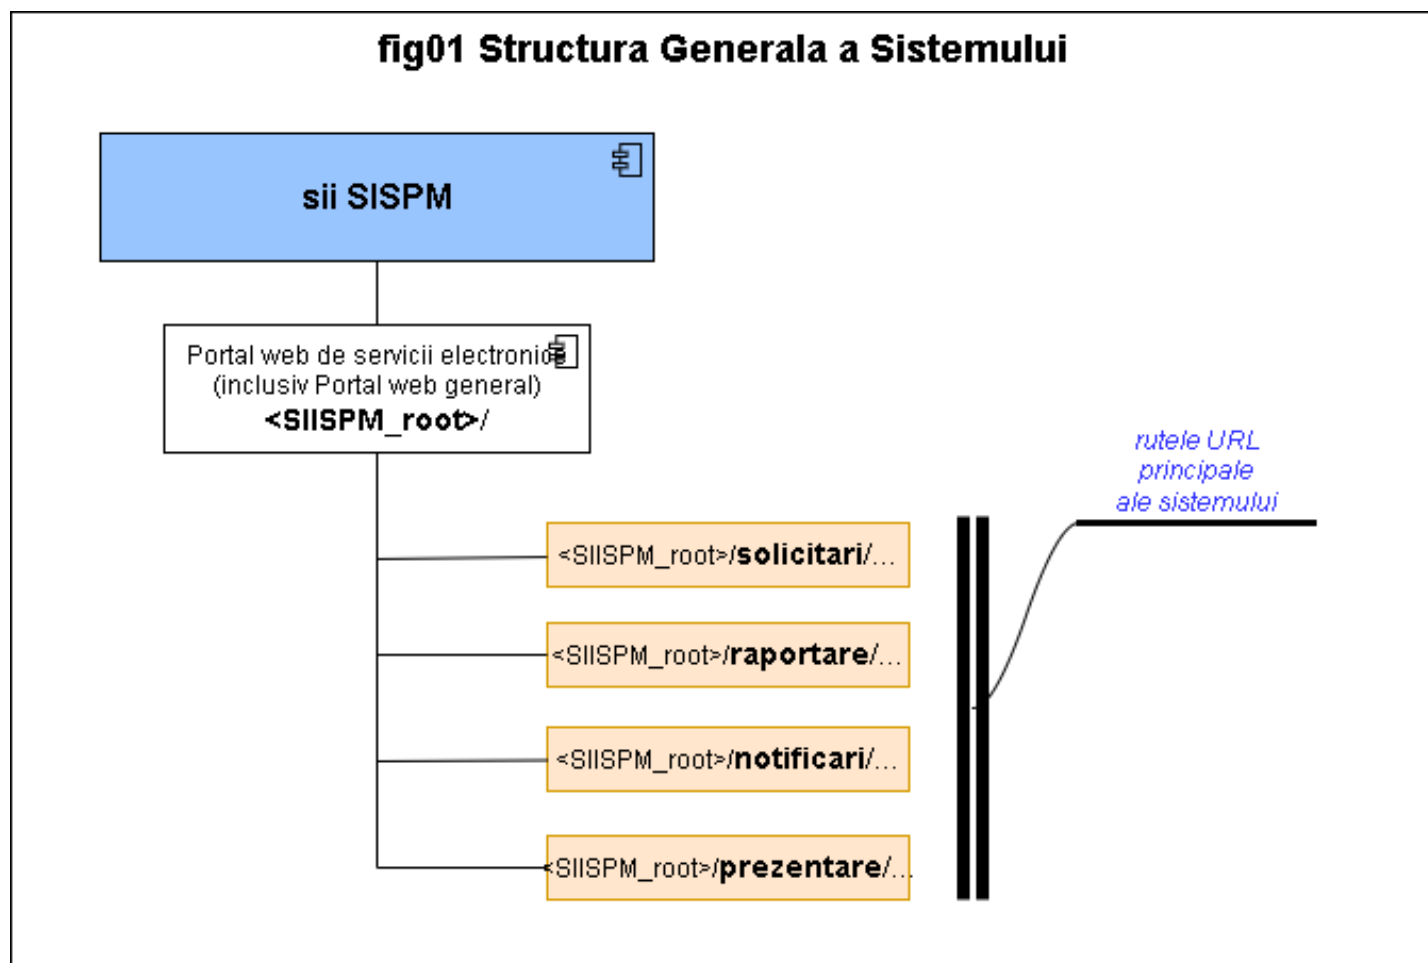 fig01 Structura Generala a Sistemului
sii SISPM
Portal web de servicii electronice
(inclusiv Portal web general)
<SIISPM_root>/
rutele URL
principale
ale sistemului
<SIISPM_root>/solicitari/...
<SIISPM_root>/raportare/...
<SIISPM_root>/notificari/...
<SIISPM_root>/prezentare/...